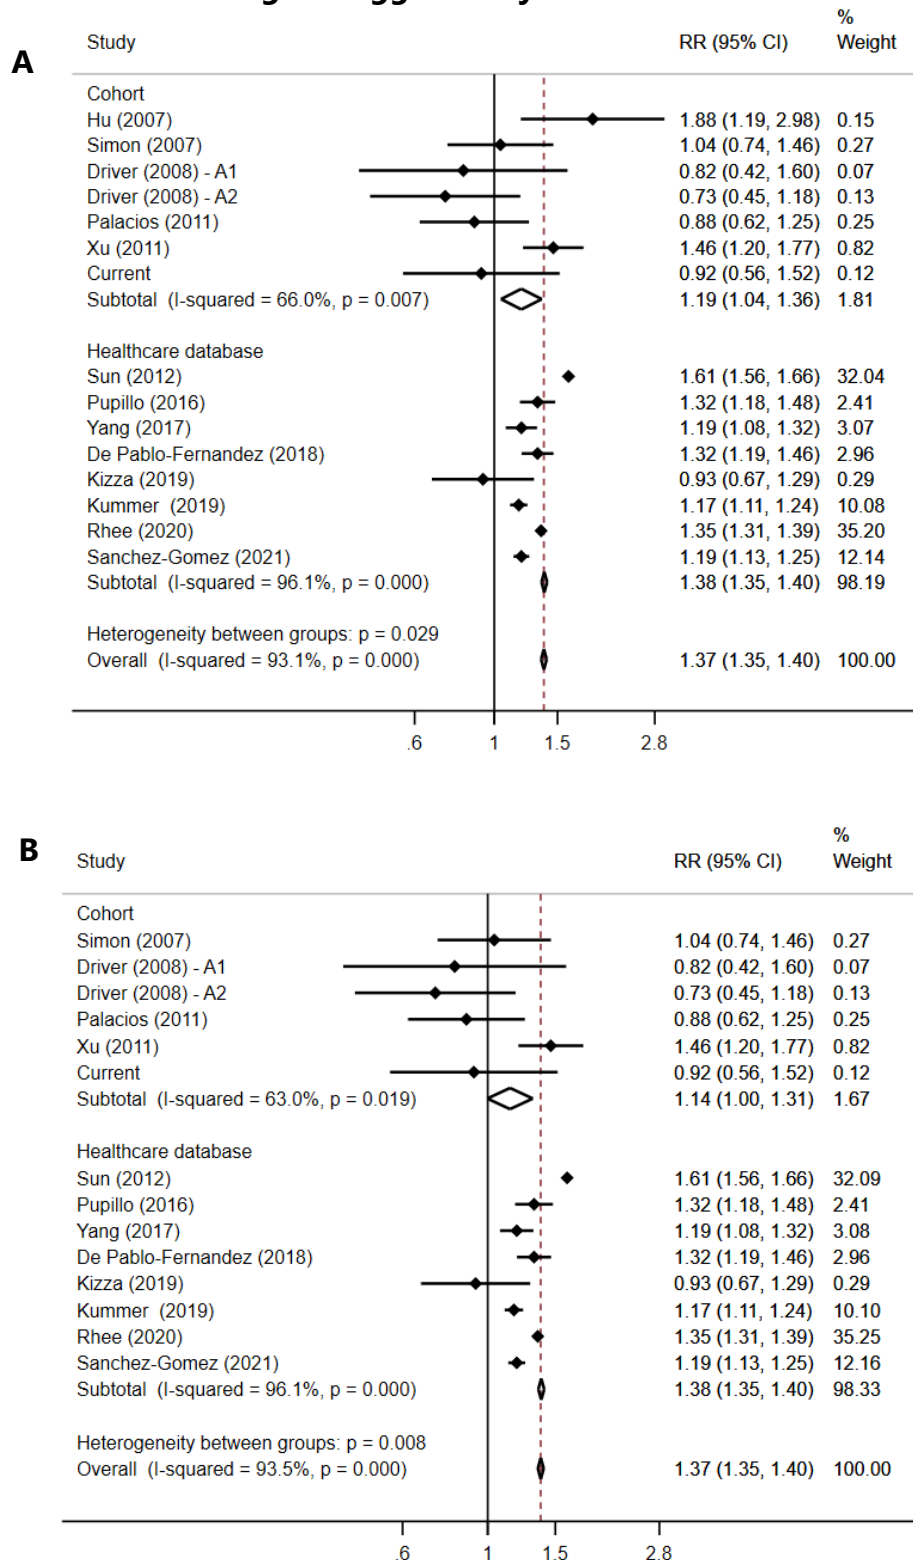 %
Study RR (95% CI) Weight
A
Cohort
Hu (2007) 1.88 (1.19, 2.98) 0.15
Simon (2007) 1.04 (0.74, 1.46) 0.27
Driver (2008) - A1 0.82 (0.42, 1.60) 0.07
Driver (2008) - A2 0.73 (0.45, 1.18) 0.13
Palacios (2011) 0.88 (0.62, 1.25) 0.25
Xu (2011) 1.46 (1.20, 1.77) 0.82
Current 0.92 (0.56, 1.52) 0.12
Subtotal (I-squared = 66.0%, p = 0.007) 1.19 (1.04, 1.36) 1.81
Healthcare database
Sun (2012) 1.61 (1.56, 1.66) 32.04
Pupillo (2016) 1.32 (1.18, 1.48) 2.41
Yang (2017) 1.19 (1.08, 1.32) 3.07
De Pablo-Fernandez (2018) 1.32 (1.19, 1.46) 2.96
Kizza (2019) 0.93 (0.67, 1.29) 0.29
Kummer (2019) 1.17 (1.11, 1.24) 10.08
Rhee (2020) 1.35 (1.31, 1.39) 35.20
Sanchez-Gomez (2021) 1.19 (1.13, 1.25) 12.14
Subtotal (I-squared = 96.1%, p = 0.000) 1.38 (1.35, 1.40) 98.19
Heterogeneity between groups: p = 0.029
Overall (I-squared = 93.1%, p = 0.000) 1.37 (1.35, 1.40) 100.00
.6 1 1.5 2.8
%
B
Study RR (95% CI) Weight
Cohort
Simon (2007) 1.04 (0.74, 1.46) 0.27
Driver (2008) - A1 0.82 (0.42, 1.60) 0.07
Driver (2008) - A2 0.73 (0.45, 1.18) 0.13
Palacios (2011) 0.88 (0.62, 1.25) 0.25
Xu (2011) 1.46 (1.20, 1.77) 0.82
Current 0.92 (0.56, 1.52) 0.12
Subtotal (I-squared = 63.0%, p = 0.019) 1.14 (1.00, 1.31) 1.67
Healthcare database
Sun (2012) 1.61 (1.56, 1.66) 32.09
Pupillo (2016) 1.32 (1.18, 1.48) 2.41
Yang (2017) 1.19 (1.08, 1.32) 3.08
De Pablo-Fernandez (2018) 1.32 (1.19, 1.46) 2.96
Kizza (2019) 0.93 (0.67, 1.29) 0.29
Kummer (2019) 1.17 (1.11, 1.24) 10.10
Rhee (2020) 1.35 (1.31, 1.39) 35.25
Sanchez-Gomez (2021) 1.19 (1.13, 1.25) 12.16
Subtotal (I-squared = 96.1%, p = 0.000) 1.38 (1.35, 1.40) 98.33
Heterogeneity between groups: p = 0.008
Overall (I-squared = 93.5%, p = 0.000) 1.37 (1.35, 1.40) 100.00
.6 1 1.5 2.8